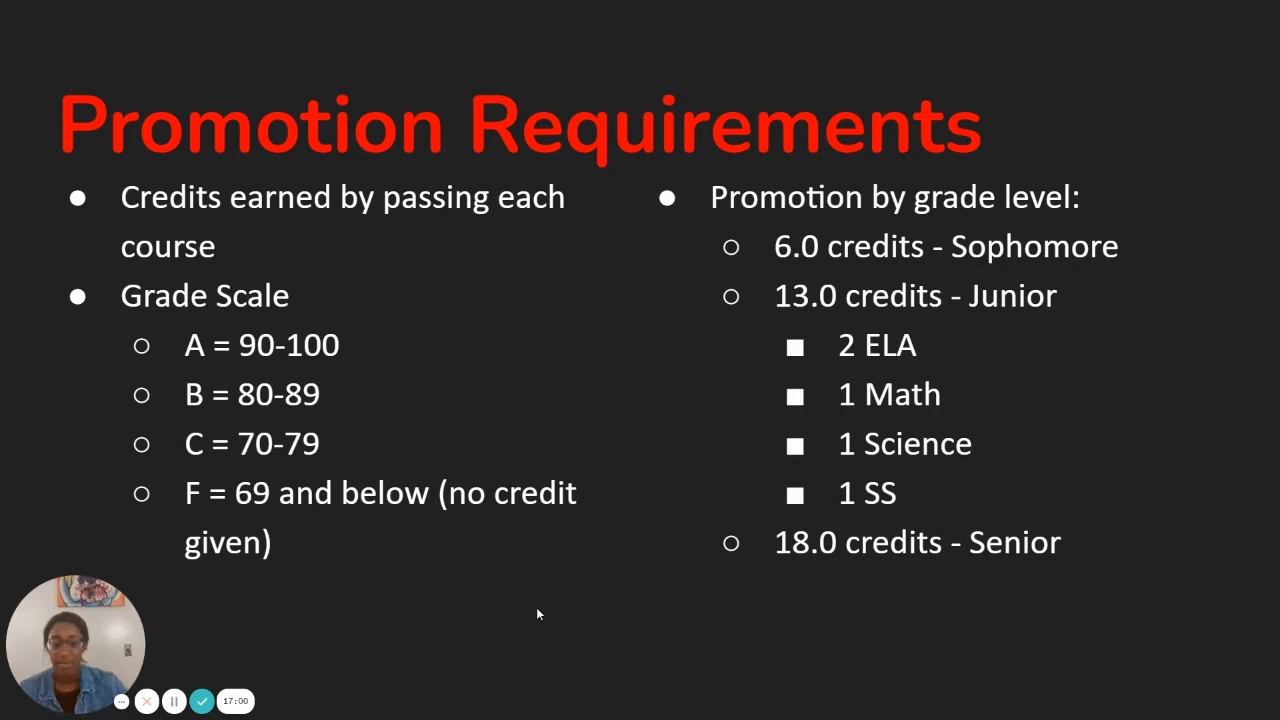 Promotion Requirements
● Credits earned by passing each
course
● Grade Scale
○ A = 90-100
○ B = 80-89
○ C = 70-79
○ F = 69 and below (no credit
given)
● Promotion by grade level:
○ 6.0 credits - Sophomore
○ 13.0 credits - Junior
■ 2 ELA
■ 1 Math
■ 1 Science
■ 1 SS
○ 18.0 credits - Senior
17:00